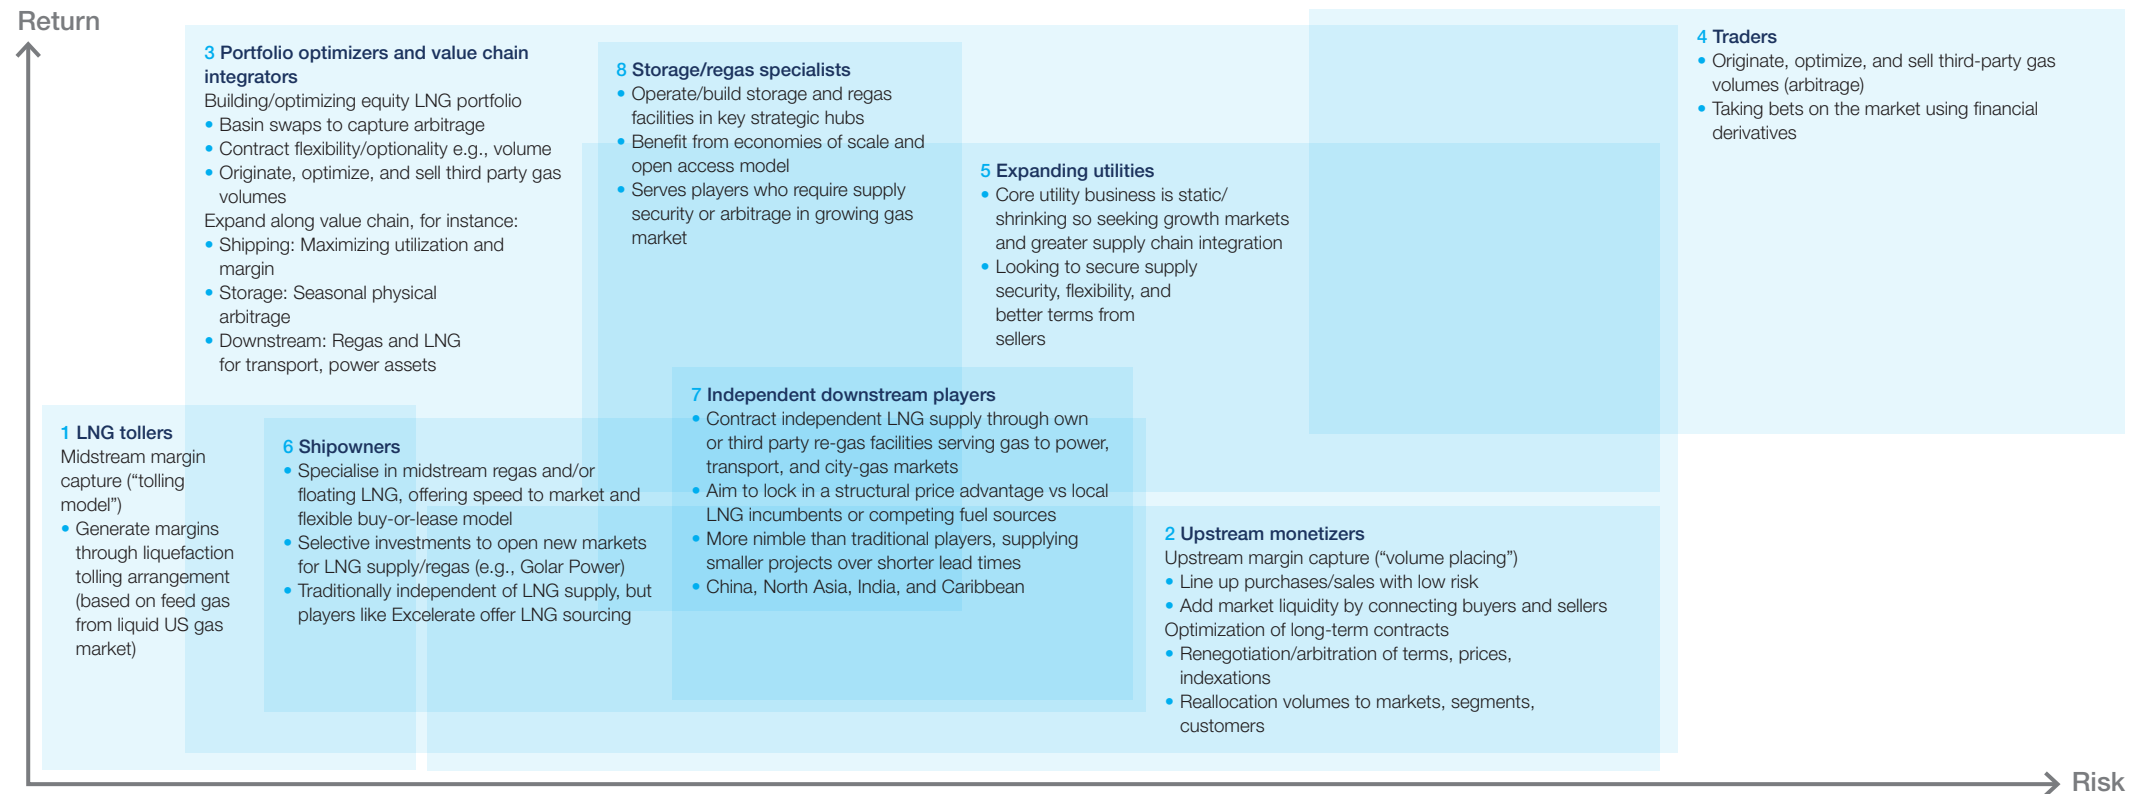 Return
3 Portfolio optimizers and value chain
integrators
Building/optimizing equity LNG portfolio
• Basin swaps to capture arbitrage
• Contract flexibility/optionality e.g., volume
• Originate, optimize, and sell third party gas
volumes
Expand along value chain, for instance:
• Shipping: Maximizing utilization and
margin
• Storage: Seasonal physical
arbitrage
• Downstream: Regas and LNG
for transport, power assets
8 Storage/regas specialists
• Operate/build storage and regas
facilities in key strategic hubs
• Benefit from economies of scale and
open access model
• Serves players who require supply
security or arbitrage in growing gas
market
4 Traders
• Originate, optimize, and sell third-party gas
volumes (arbitrage)
• Taking bets on the market using financial
derivatives
5 Expanding utilities
• Core utility business is static/
shrinking so seeking growth markets
and greater supply chain integration
• Looking to secure supply
security, flexibility, and
better terms from
sellers
1 LNG tollers
Midstream margin
capture (“tolling
model”)
• Generate margins
through liquefaction
tolling arrangement
(based on feed gas
from liquid US gas
market)
6 Shipowners
• Specialise in midstream regas and/or
floating LNG, offering speed to market and
flexible buy-or-lease model
• Selective investments to open new markets
for LNG supply/regas (e.g., Golar Power)
• Traditionally independent of LNG supply, but
players like Excelerate offer LNG sourcing
7 Independent downstream players
• Contract independent LNG supply through own
or third party re-gas facilities serving gas to power,
transport, and city-gas markets
• Aim to lock in a structural price advantage vs local
LNG incumbents or competing fuel sources
• More nimble than traditional players, supplying
smaller projects over shorter lead times
• China, North Asia, India, and Caribbean
2 Upstream monetizers
Upstream margin capture (“volume placing”)
• Line up purchases/sales with low risk
• Add market liquidity by connecting buyers and sellers
Optimization of long-term contracts
• Renegotiation/arbitration of terms, prices,
indexations
• Reallocation volumes to markets, segments,
customers
Risk